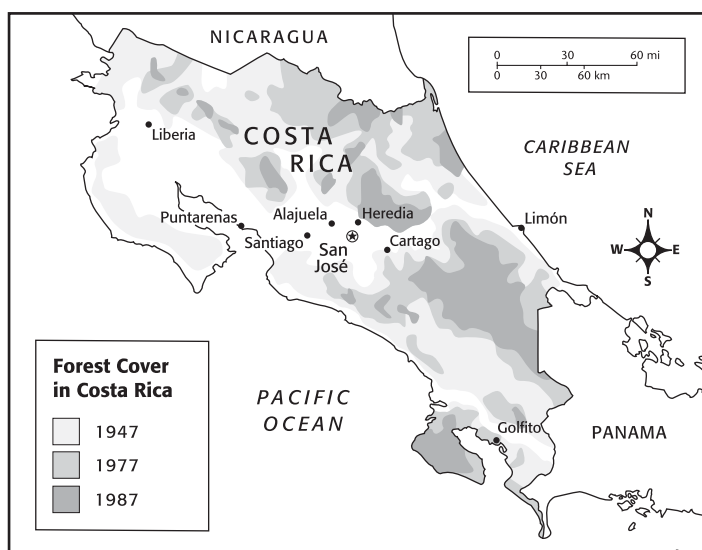 NICARAGUA
0 30 60 mi
0 30 60 km
COSTA
RICA
CARIBBEAN
SEA
Liberia
Puntarenas
Alajuela
Heredia
Limón
Santiago
San
José
Cartago
N
W E
S
Forest Cover
in Costa Rica
1947
1977
1987
PACIFIC
OCEAN
Golfito
PANAMA